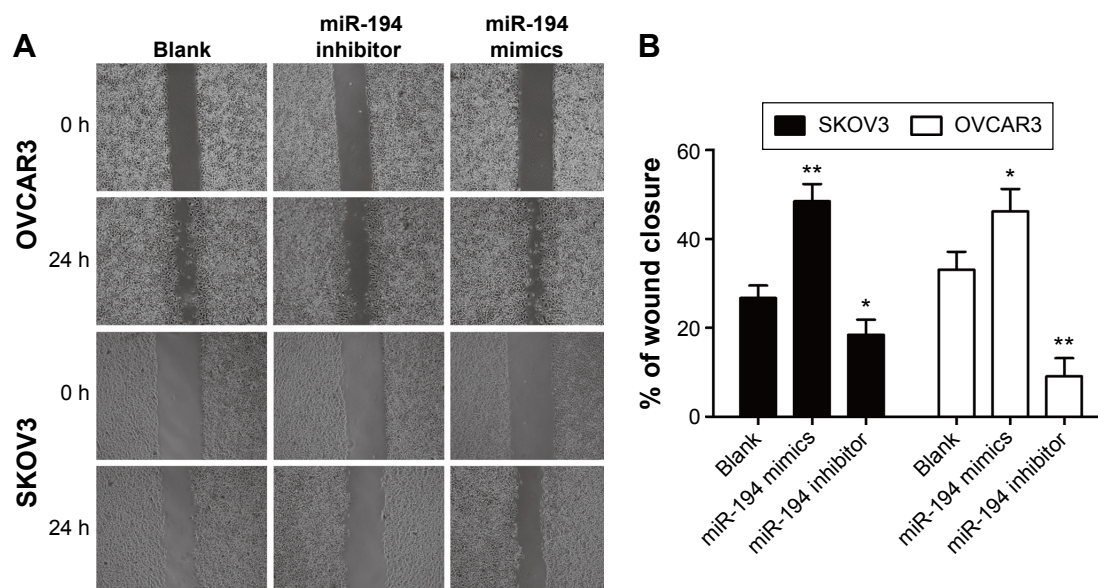 A
Blank
miR-194
inhibitor
miR-194
mimics
OVCAR3
0 h
24 h
SKOV3
0 h
24 h
B
SKOV3 OVCAR3
% of wound closure
60
40
20
0
**
*
*
**
Blank
miR-194 mimics
miR-194 inhibitor
Blank
miR-194 mimics
miR-194 inhibitor